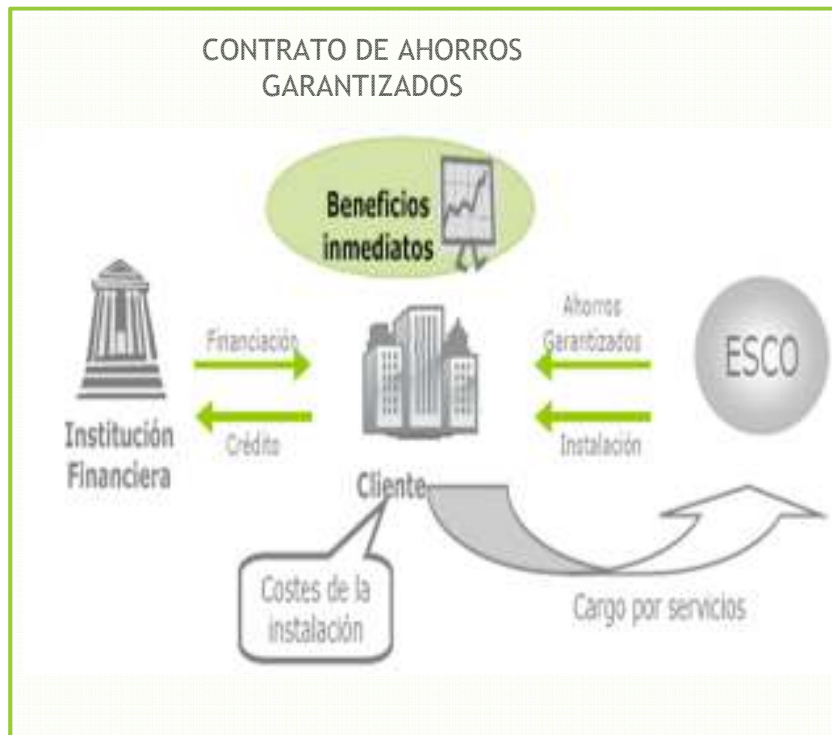 CONTRATO DE AHORROS
GARANTIZADOS
Beneficios
inmediatos
Financiación
Ahorros
Garantizados
ESCO
Institución
Financiera
Crédito
Instalación
Cliente
Costes de la
instalación
Cargo por servicios